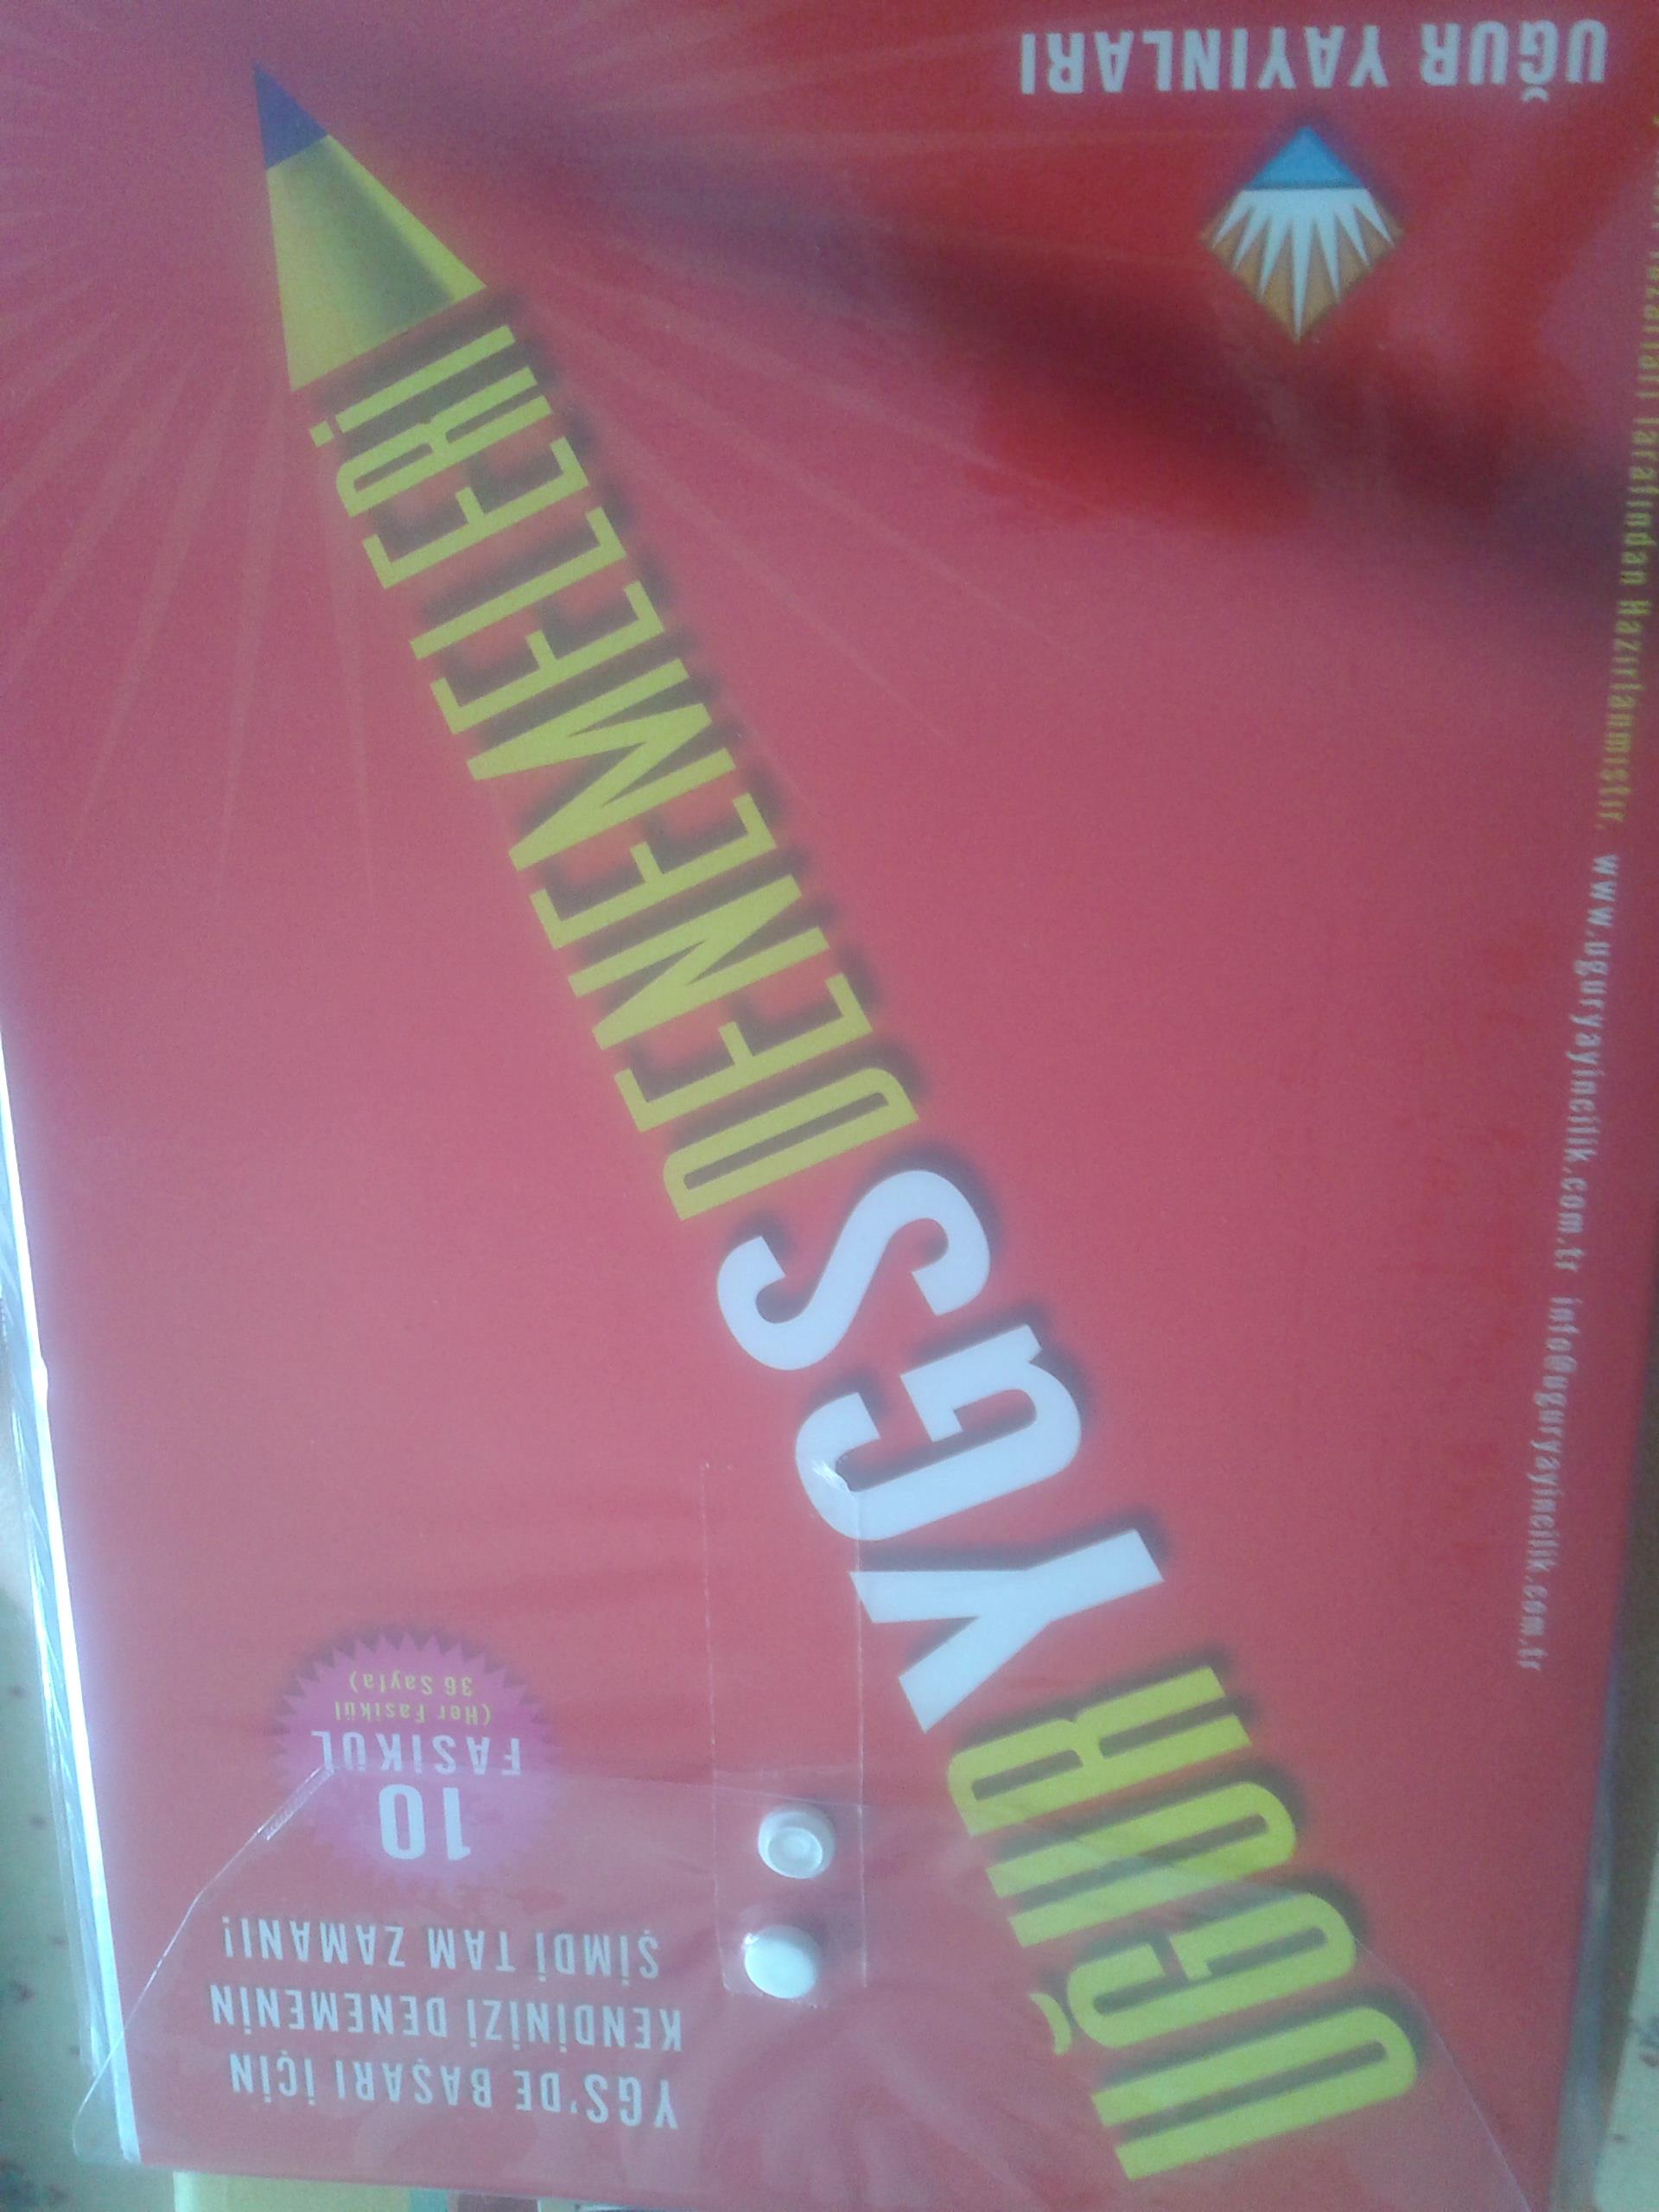 YGS'DE BAŞARI İÇİN
KENDİNİZİ DENEMENİN
ŞİMDİ TAM ZAMANI!
10
FASİKÜL
(Her Fasikül
36 Sayfa)
UĞUR YGS DENEMELERİ
UĞUR YAYINLARI
Yazarları Tarafından Hazırlanmıştır. www.uguryayincilik.com.tr info@uguryayincilik.com.tr